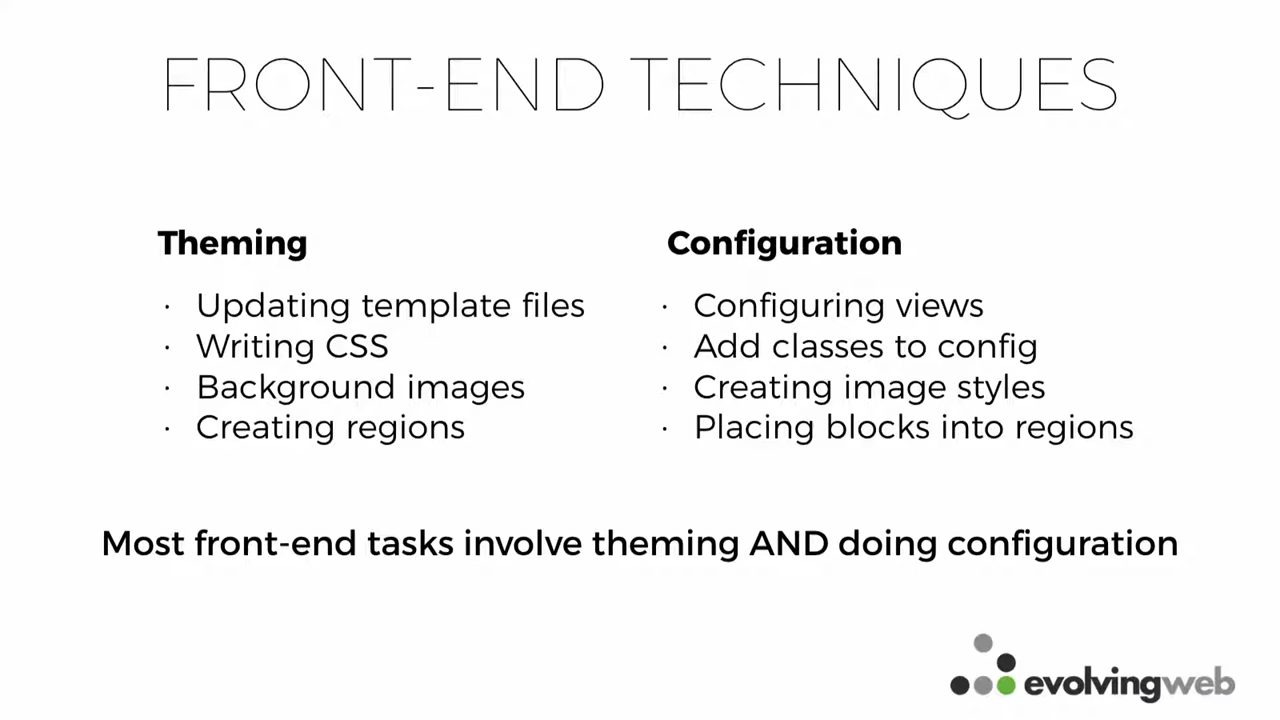 FRONT-END TECHNIQUES
Theming
· Updating template files
· Writing CSS
· Background images
· Creating regions
Configuration
· Configuring views
· Add classes to config
· Creating image styles
· Placing blocks into regions
Most front-end tasks involve theming AND doing configuration
evolvingweb